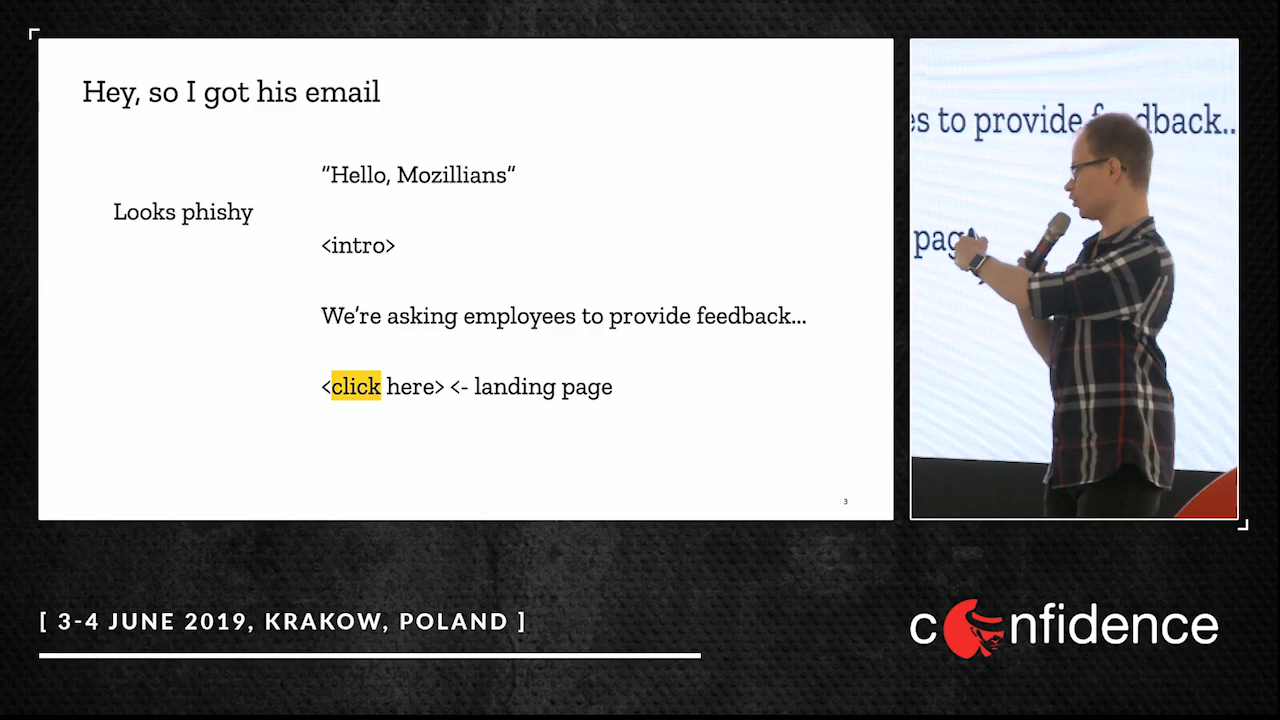 Hey, so I got his email
“Hello, Mozillians“
Looks phishy
<intro>
We’re asking employees to provide feedback...
<click here> <- landing page
3
es to provide feedback..
page
[ 3-4 JUNE 2019, KRAKOW, POLAND ]
confidence